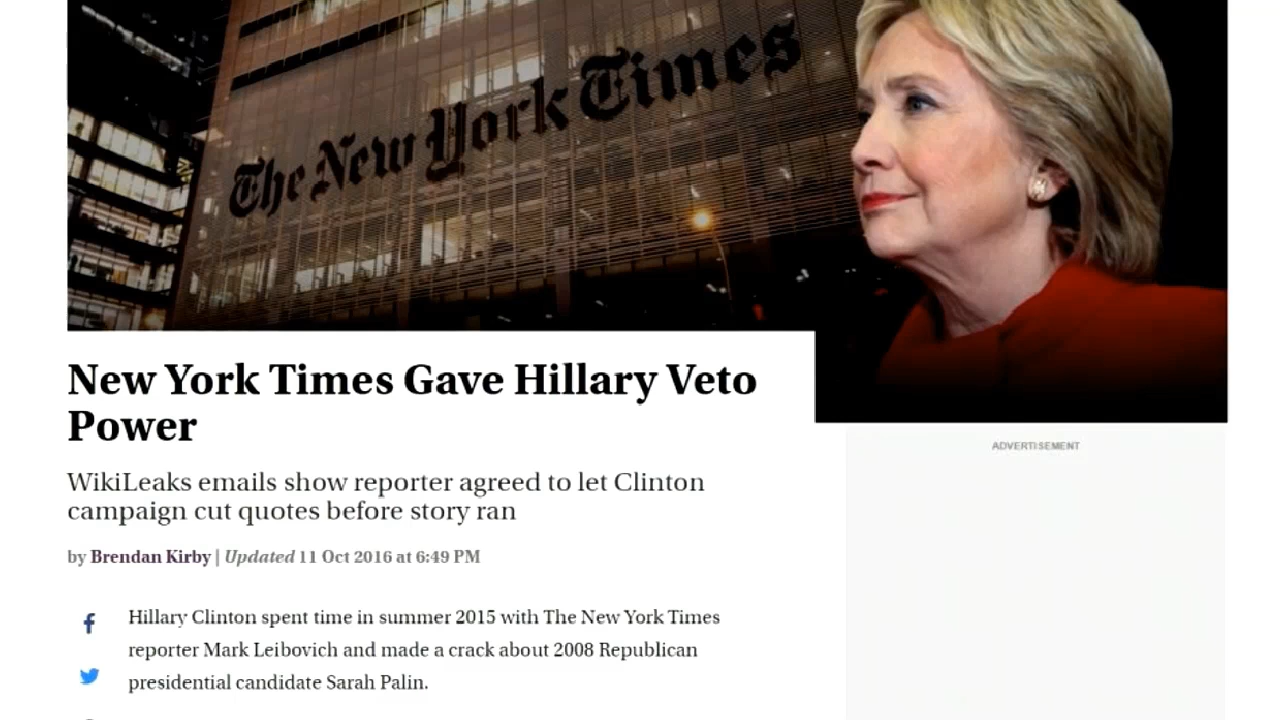 The New York Times
New York Times Gave Hillary Veto
Power
ADVERTISEMENT
WikiLeaks emails show reporter agreed to let Clinton
campaign cut quotes before story ran
by Brendan Kirby | Updated 11 Oct 2016 at 6:49 PM
Hillary Clinton spent time in summer 2015 with The New York Times
reporter Mark Leibovich and made a crack about 2008 Republican
presidential candidate Sarah Palin.